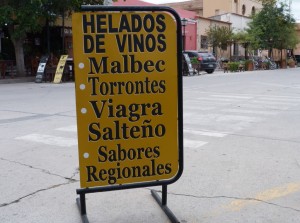 HELADOS
DE VINOS
Malbec
Torrontes
Viagra
Salteño
Sabores
Regionales